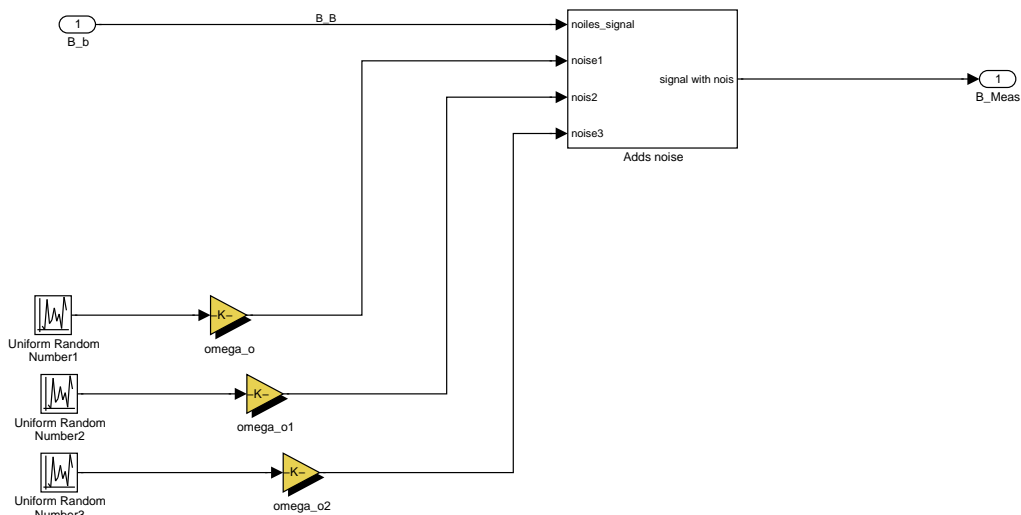 1
B_b
B_B
noiles_signal
noise1
nois2
noise3
signal with nois
Adds noise
1
B_Meas
Uniform Random
Number1
-K-
omega_o
Uniform Random
Number2
-K-
omega_o1
Uniform Random
Number3
-K-
omega_o2